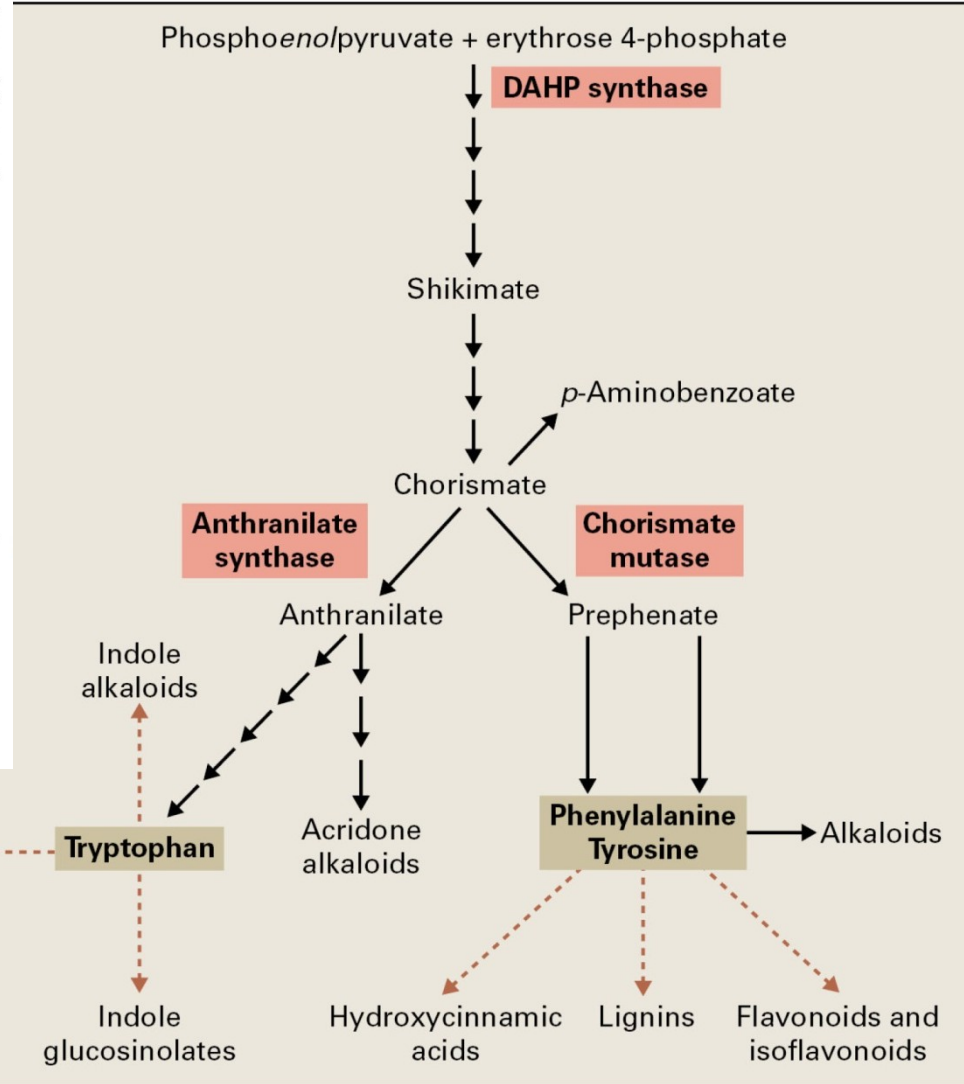 Phosphoenolpyruvate + erythrose 4-phosphate
DAHP synthase
Shikimate
p-Aminobenzoate
Chorismate
Anthranilate
synthase
Chorismate
mutase
Anthranilate
Prephenate
Indole
alkaloids
Tryptophan
Acridone
alkaloids
Phenylalanine
Tyrosine
Alkaloids
Indole
glucosinolates
Hydroxycinnamic
acids
Lignins
Flavonoids and
isoflavonoids